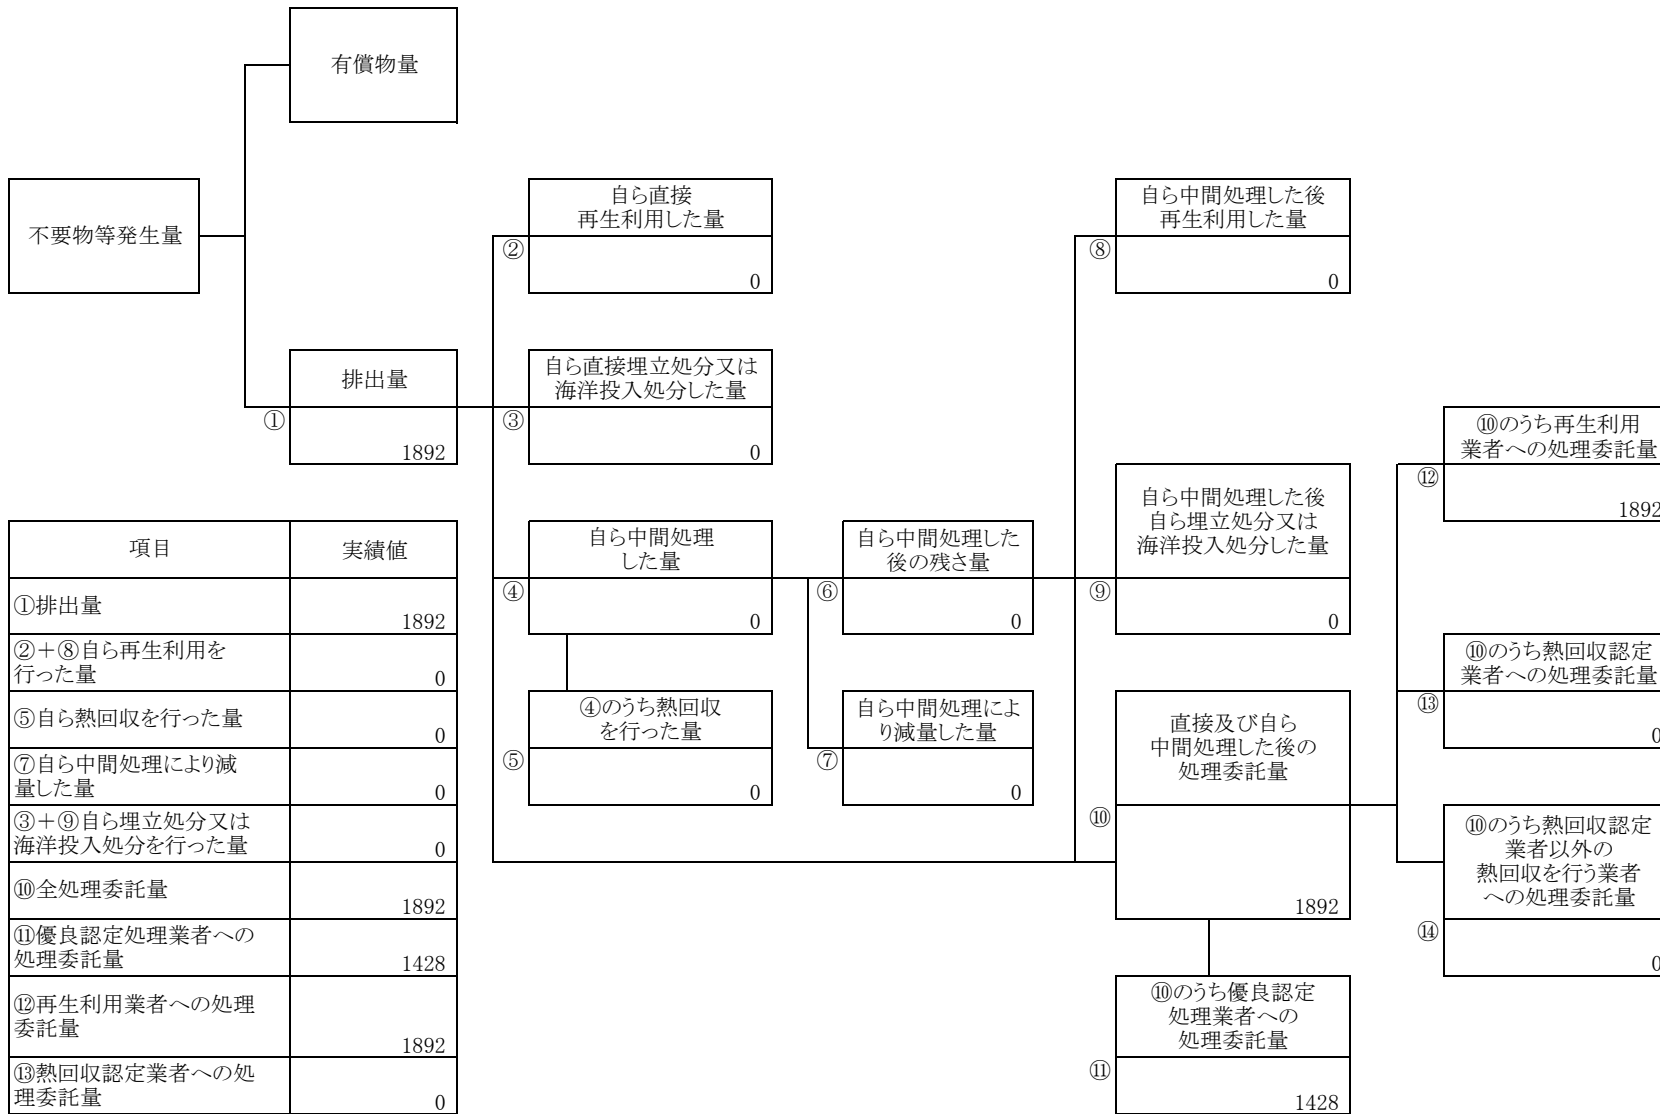 有償物量
不要物等発生量
排出量
①
1892
自ら直接
再生利用した量
②
0
自ら直接埋立処分又は
海洋投入処分した量
③
0
自ら中間処理
した量
④
0
④のうち熱回収
を行った量
⑤
0
自ら中間処理した
後の残さ量
⑥
0
自ら中間処理によ
り減量した量
⑦
0
自ら中間処理した後
再生利用した量
⑧
0
自ら中間処理した後
自ら埋立処分又は
海洋投入処分した量
⑨
0
直接及び自ら
中間処理した後の
処理委託量
⑩
1892
⑩のうち優良認定
処理業者への
処理委託量
⑪
1428
⑩のうち再生利用
業者への処理委託量
⑫
1892
⑩のうち熱回収認定
業者への処理委託量
⑬
0
⑩のうち熱回収認定
業者以外の
熱回収を行う業者
への処理委託量
⑭
0
項目 実績値
①排出量 1892
②+⑧自ら再生利用を
行った量 0
⑤自ら熱回収を行った量 0
⑦自ら中間処理により減
量した量 0
③+⑨自ら埋立処分又は
海洋投入処分を行った量 0
⑩全処理委託量 1892
⑪優良認定処理業者への
処理委託量 1428
⑫再生利用業者への処理
委託量 1892
⑬熱回収認定業者への処
理委託量 0